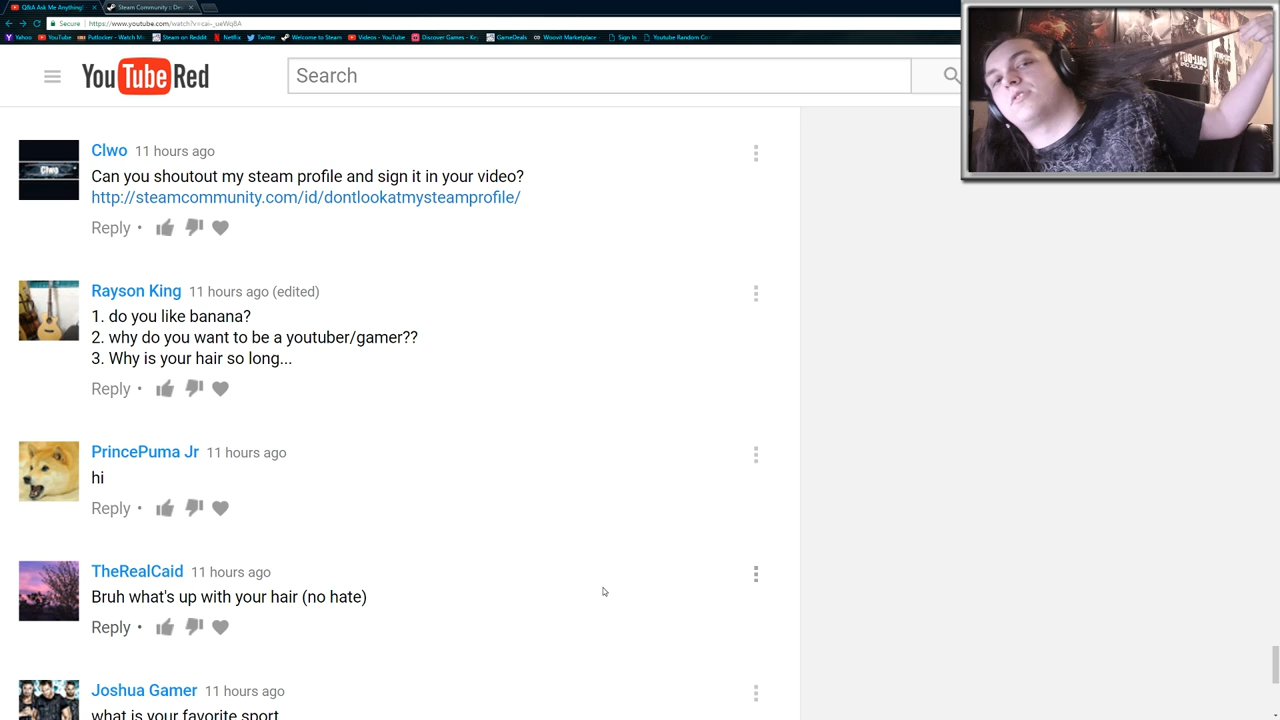 Q&A Ask Me Anything!
Steam Community :: De
Secure
https://www.youtube.com/watch?v=cai-_ueWq8A
Yahoo
YouTube
Putlocker - Watch M
Steam on Reddit
Netflix
Twitter
Welcome to Steam
Videos - YouTube
Discover Games - Ke
GameDeals
Woovit Marketplace
Sign In
Youtube Random Co
YouTube Red
Search
Clwo 11 hours ago
Can you shoutout my steam profile and sign it in your video?
http://steamcommunity.com/id/dontlookatmysteamprofile/
Reply •
Rayson King 11 hours ago (edited)
1. do you like banana?
2. why do you want to be a youtuber/gamer??
3. Why is your hair so long...
Reply •
PrincePuma Jr 11 hours ago
hi
Reply •
TheRealCaid 11 hours ago
Bruh what's up with your hair (no hate)
Reply •
Joshua Gamer 11 hours ago
what is your favorite sport
Clwo